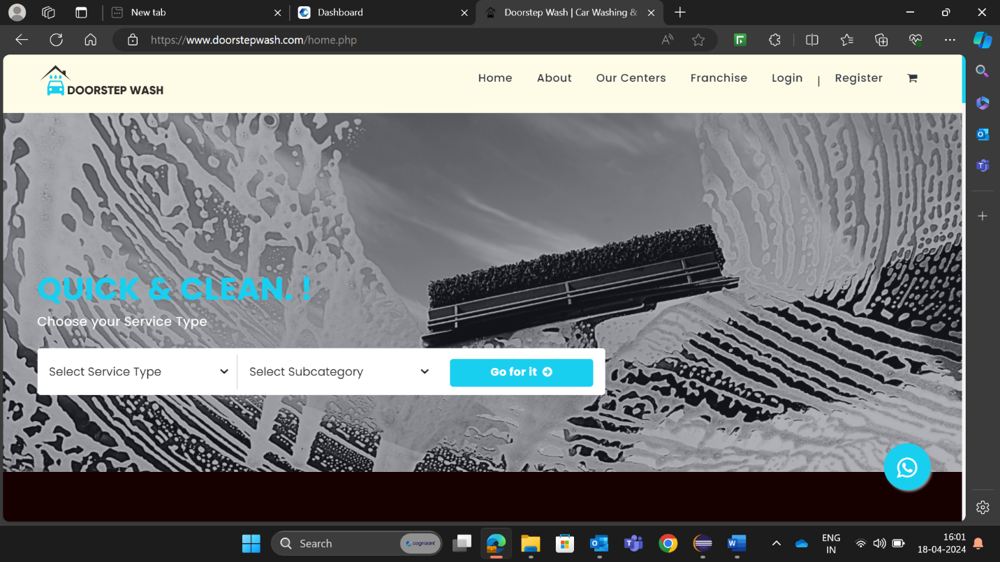 New tab
Dashboard
Doorstep Wash | Car Washing &
https://www.doorstepwash.com/home.php
DOORSTEP WASH
Home About Our Centers Franchise Login | Register
QUICK & CLEAN. !
Choose your Service Type
Select Service Type Select Subcategory Go for it
Search cognizant
ENG
IN
16:01
18-04-2024